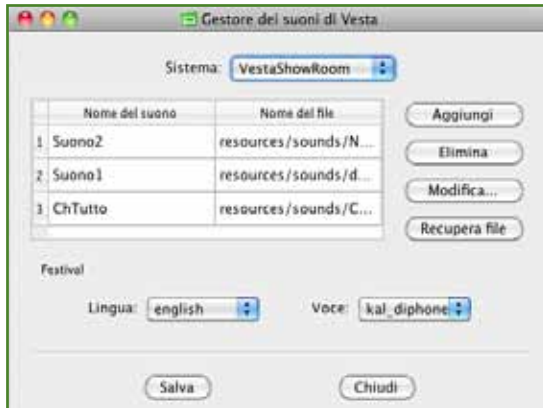 Gestore dei suoni di Vesta
Sistema: VestaShowRoom
Nome del suono Nome del file
1 Suono2 resources/sounds/N...
2 Suono1 resources/sounds/d...
3 ChTutto resources/sounds/C...
Aggiungi
Elimina
Modifica...
Recupera file
Festival
Lingua: english Voce: kal_diphone
Salva Chiudi